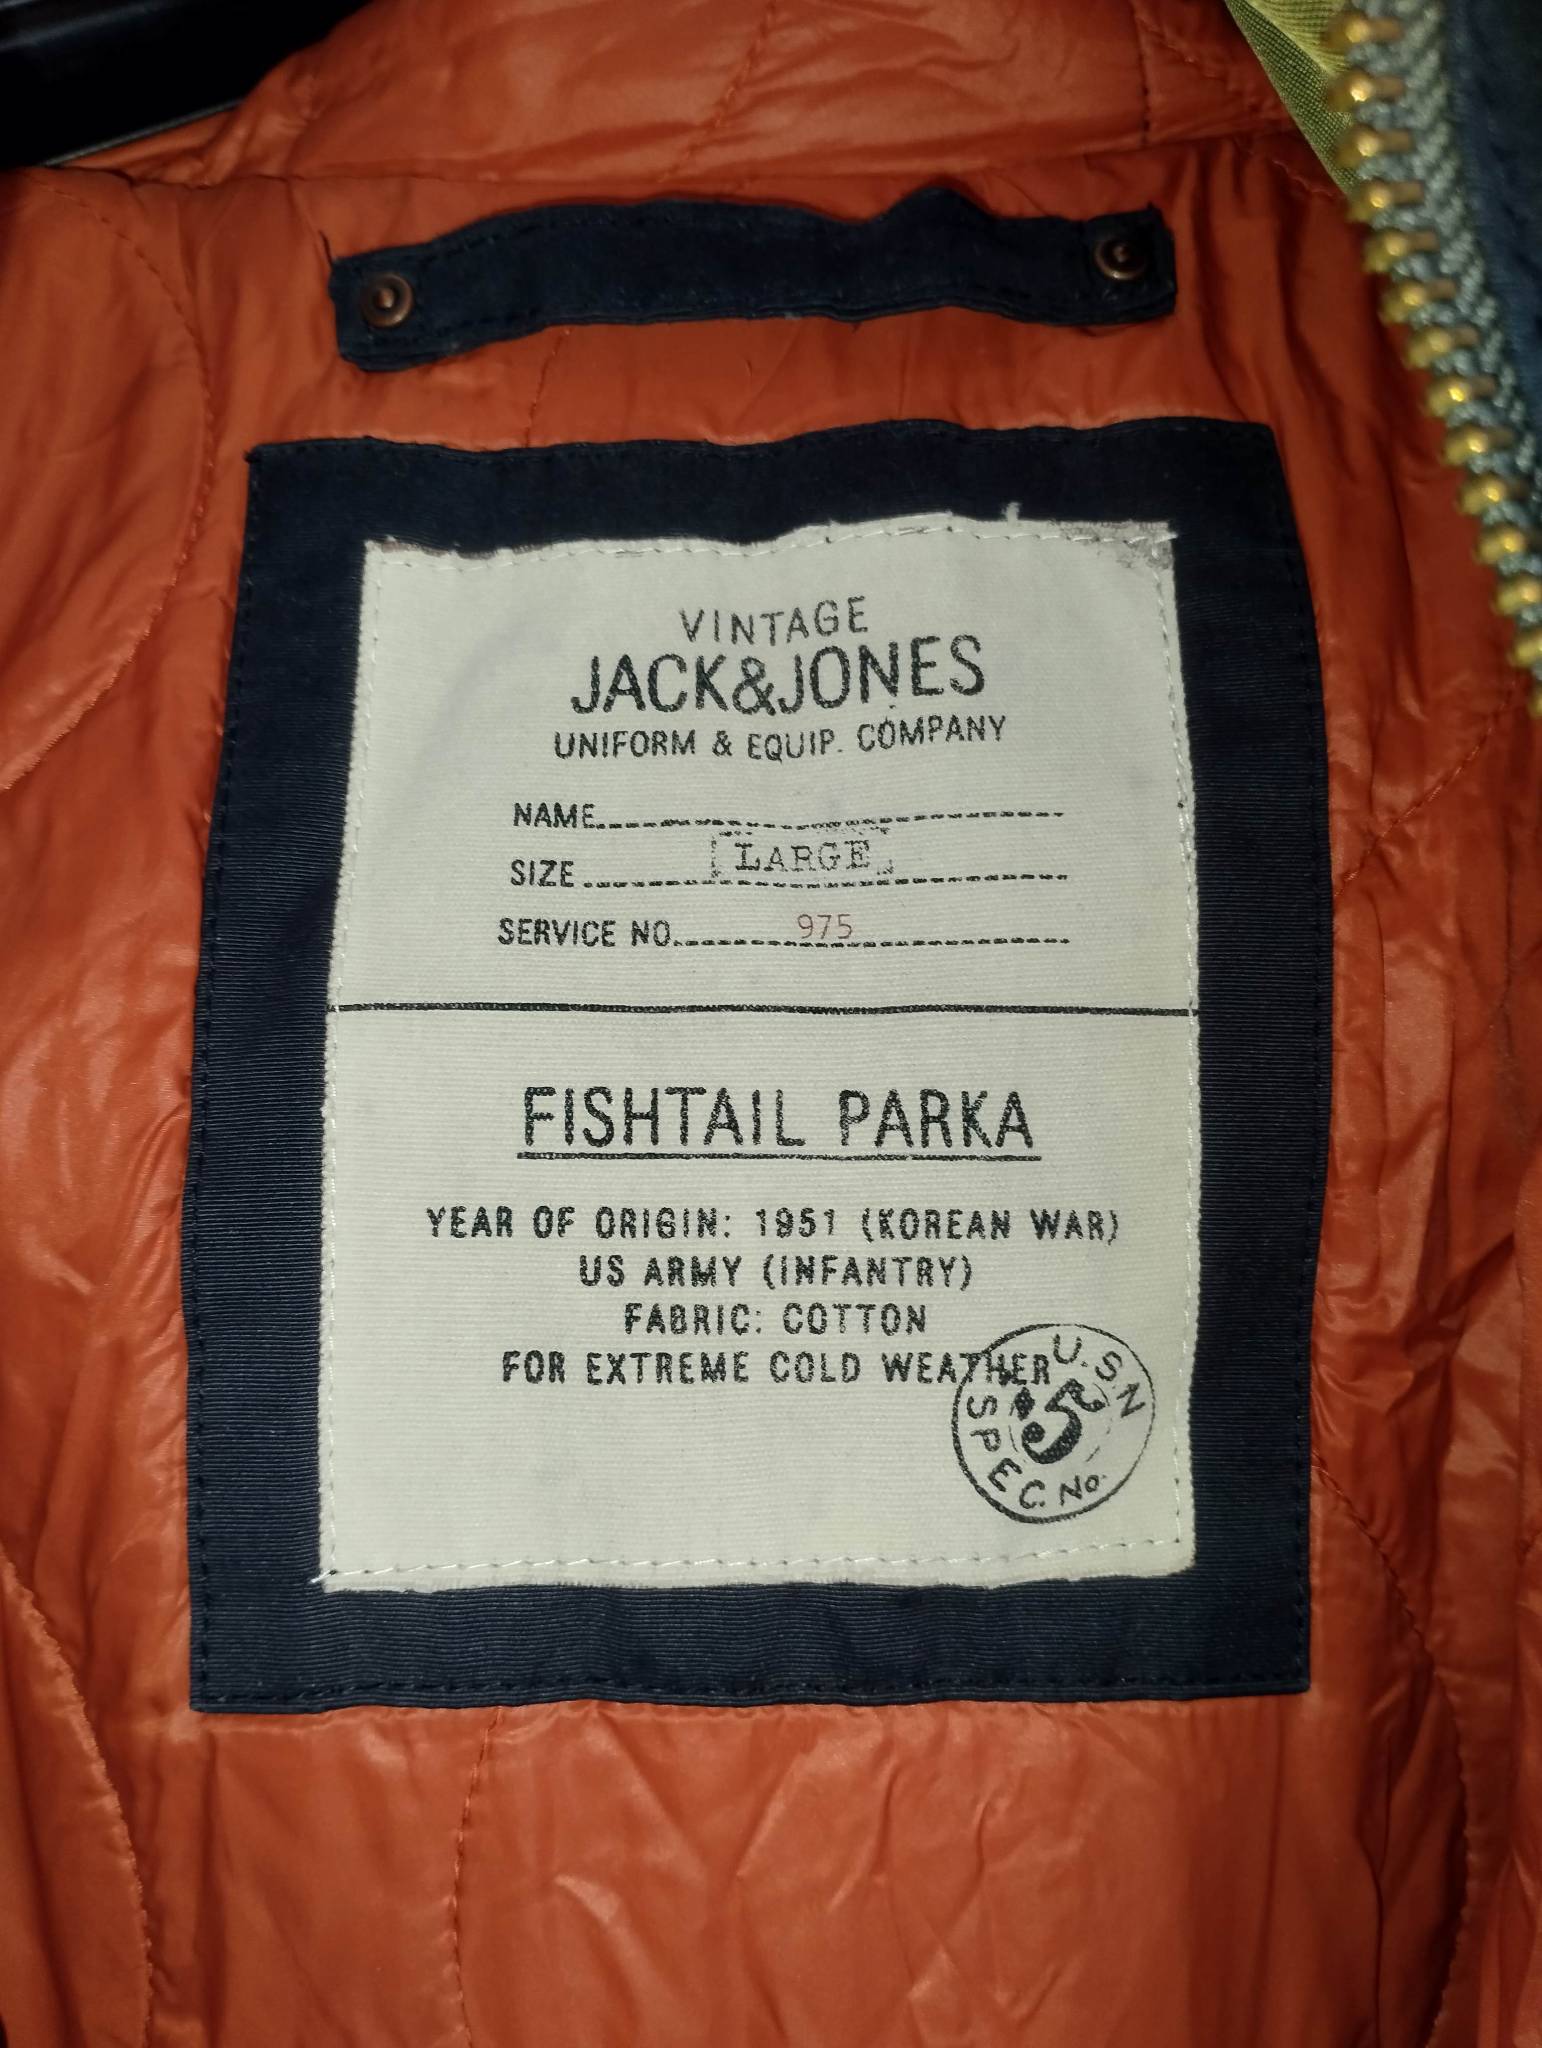 VINTAGE
JACK&JONES
UNIFORM & EQUIP. COMPANY
NAME
SIZE LARGE
SERVICE NO. 975
FISHTAIL PARKA
YEAR OF ORIGIN: 1951 (KOREAN WAR)
US ARMY (INFANTRY)
FABRIC: COTTON
FOR EXTREME COLD WEATHER
U.S.N
5
SPEC. No.